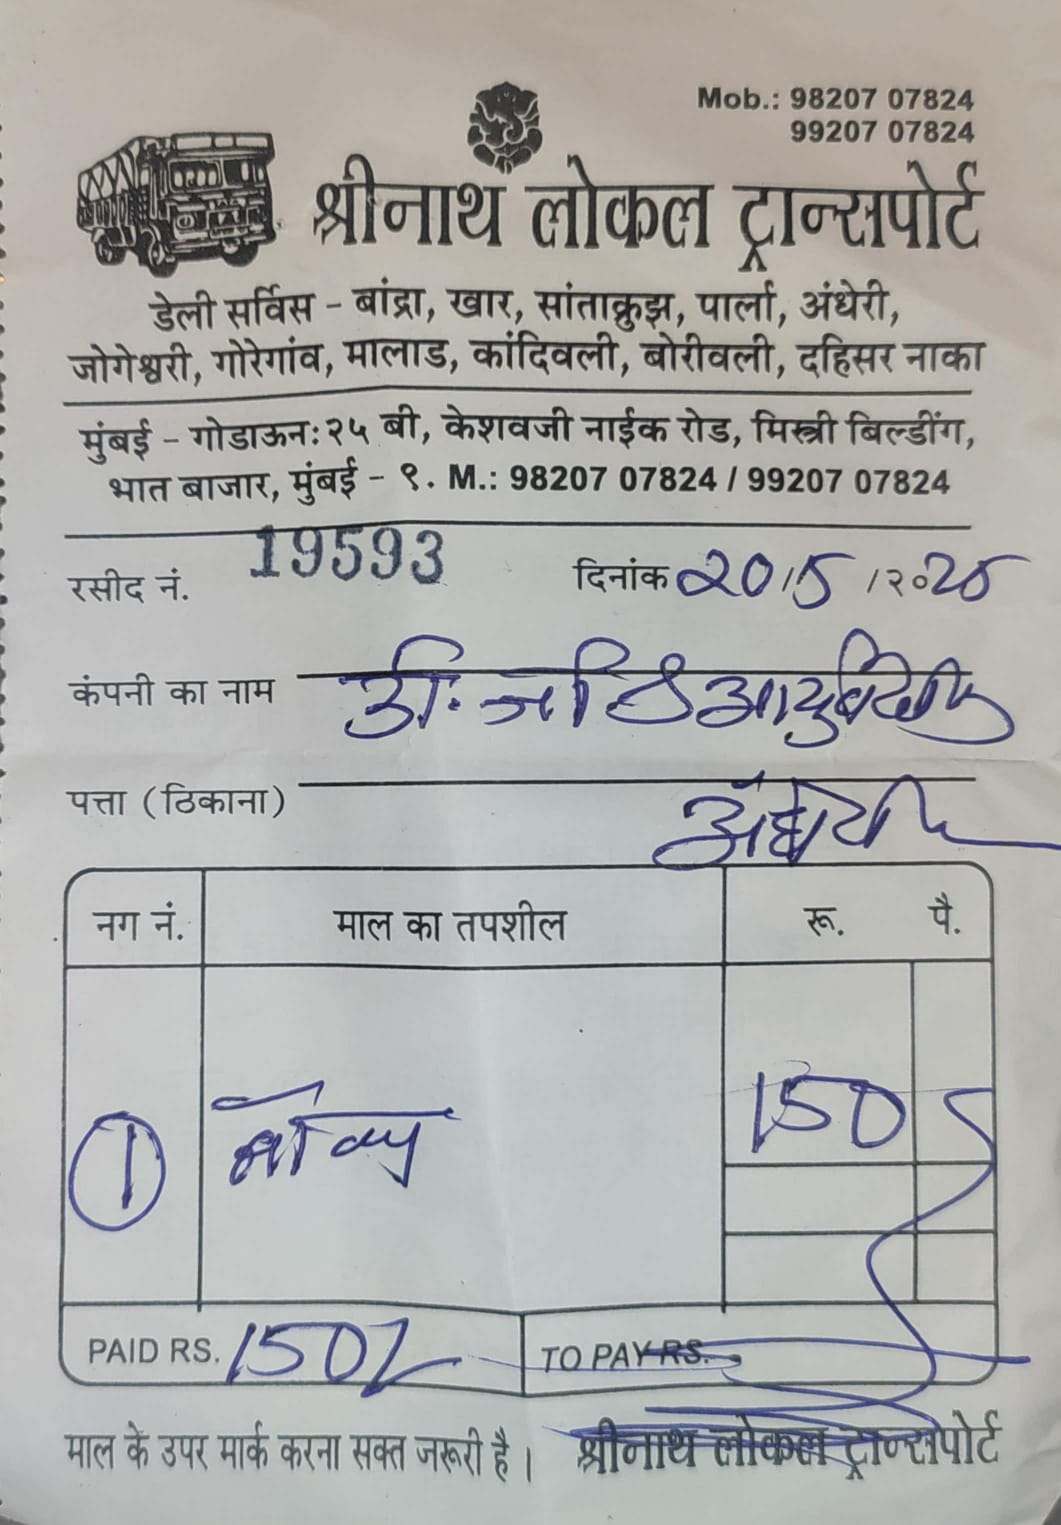 Mob.: 98207 07824
99207 07824
श्रीनाथ लोकल ट्रान्सपोर्ट
डेली सर्विस - बांद्रा, खार, सांताक्रुझ, पार्ला, अंधेरी,
जोगेश्वरी, गोरेगांव, मालाड, कांदिवली, बोरीवली, दहिसर नाका
मुंबई - गोडाऊन: २५ बी, केशवजी नाईक रोड, मिस्त्री बिल्डींग,
भात बाजार, मुंबई - ९. M.: 98207 07824 / 99207 07824
रसीद नं. 19593 दिनांक 20/5/२०25
कंपनी का नाम
पत्ता (ठिकाना)
नग नं. माल का तपशील रू. पै.
1 150
PAID RS. 150/ TO PAY RS.
माल के उपर मार्क करना सक्त जरूरी है । श्रीनाथ लोकल ट्रान्सपोर्ट